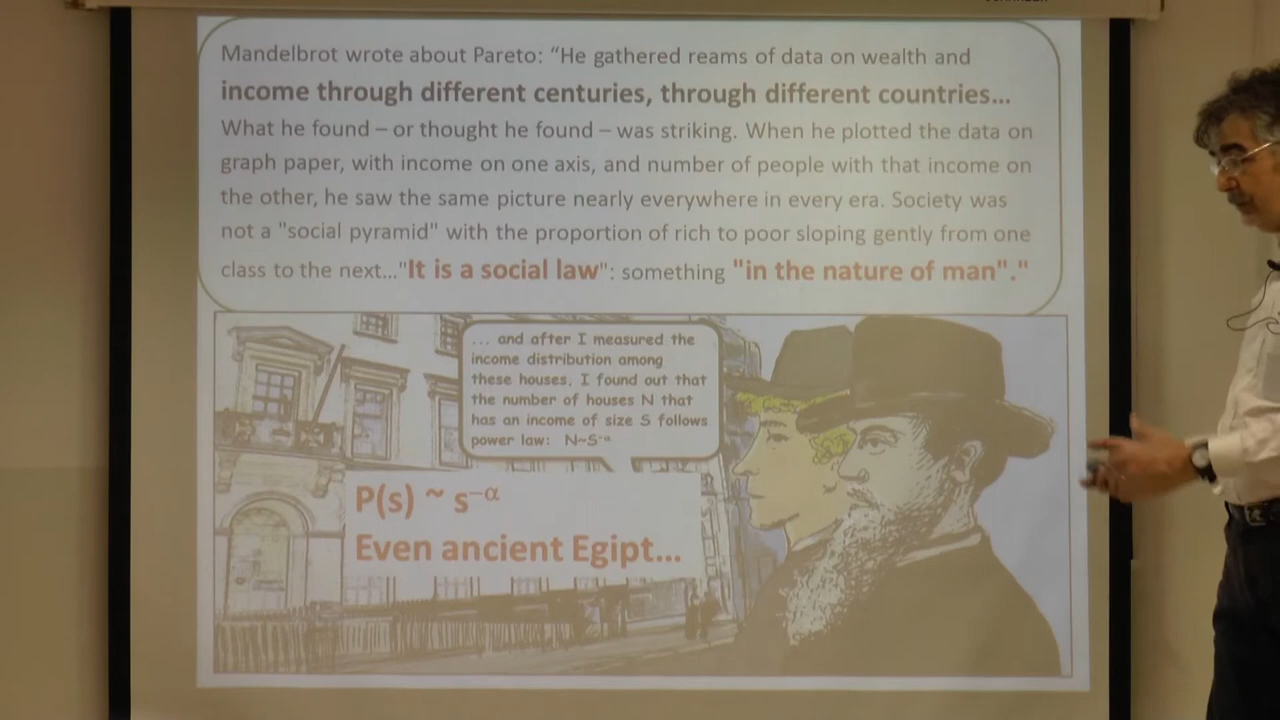 Mandelbrot wrote about Pareto: “He gathered reams of data on wealth and
income through different centuries, through different countries…
What he found – or thought he found – was striking. When he plotted the data on
graph paper, with income on one axis, and number of people with that income on
the other, he saw the same picture nearly everywhere in every era. Society was
not a "social pyramid" with the proportion of rich to poor sloping gently from one
class to the next…"It is a social law": something "in the nature of man"."
... and after I measured the
income distribution among
these houses, I found out that
the number of houses N that
has an income of size S follows
power law: N~S⁻ᵅ
P(s) ~ s⁻ᵅ
Even ancient Egipt…